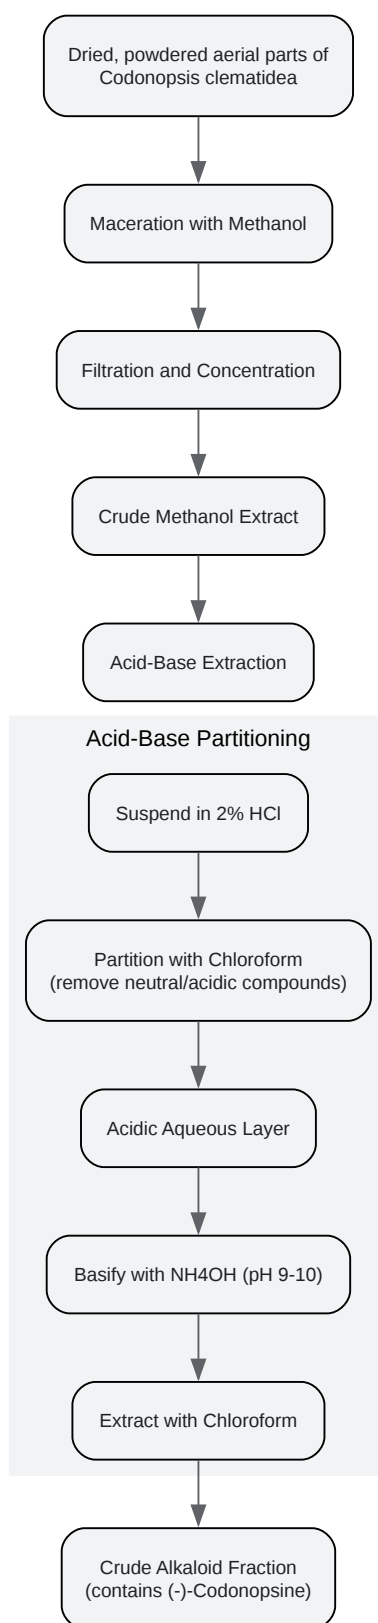 Dried, powdered aerial parts of
Codonopsis clematidea
Maceration with Methanol
Filtration and Concentration
Crude Methanol Extract
Acid-Base Extraction
Acid-Base Partitioning
Suspend in 2% HCl
Partition with Chloroform
(remove neutral/acidic compounds)
Acidic Aqueous Layer
Basify with NH4OH (pH 9-10)
Extract with Chloroform
Crude Alkaloid Fraction
(contains (-)-Codonopsine)